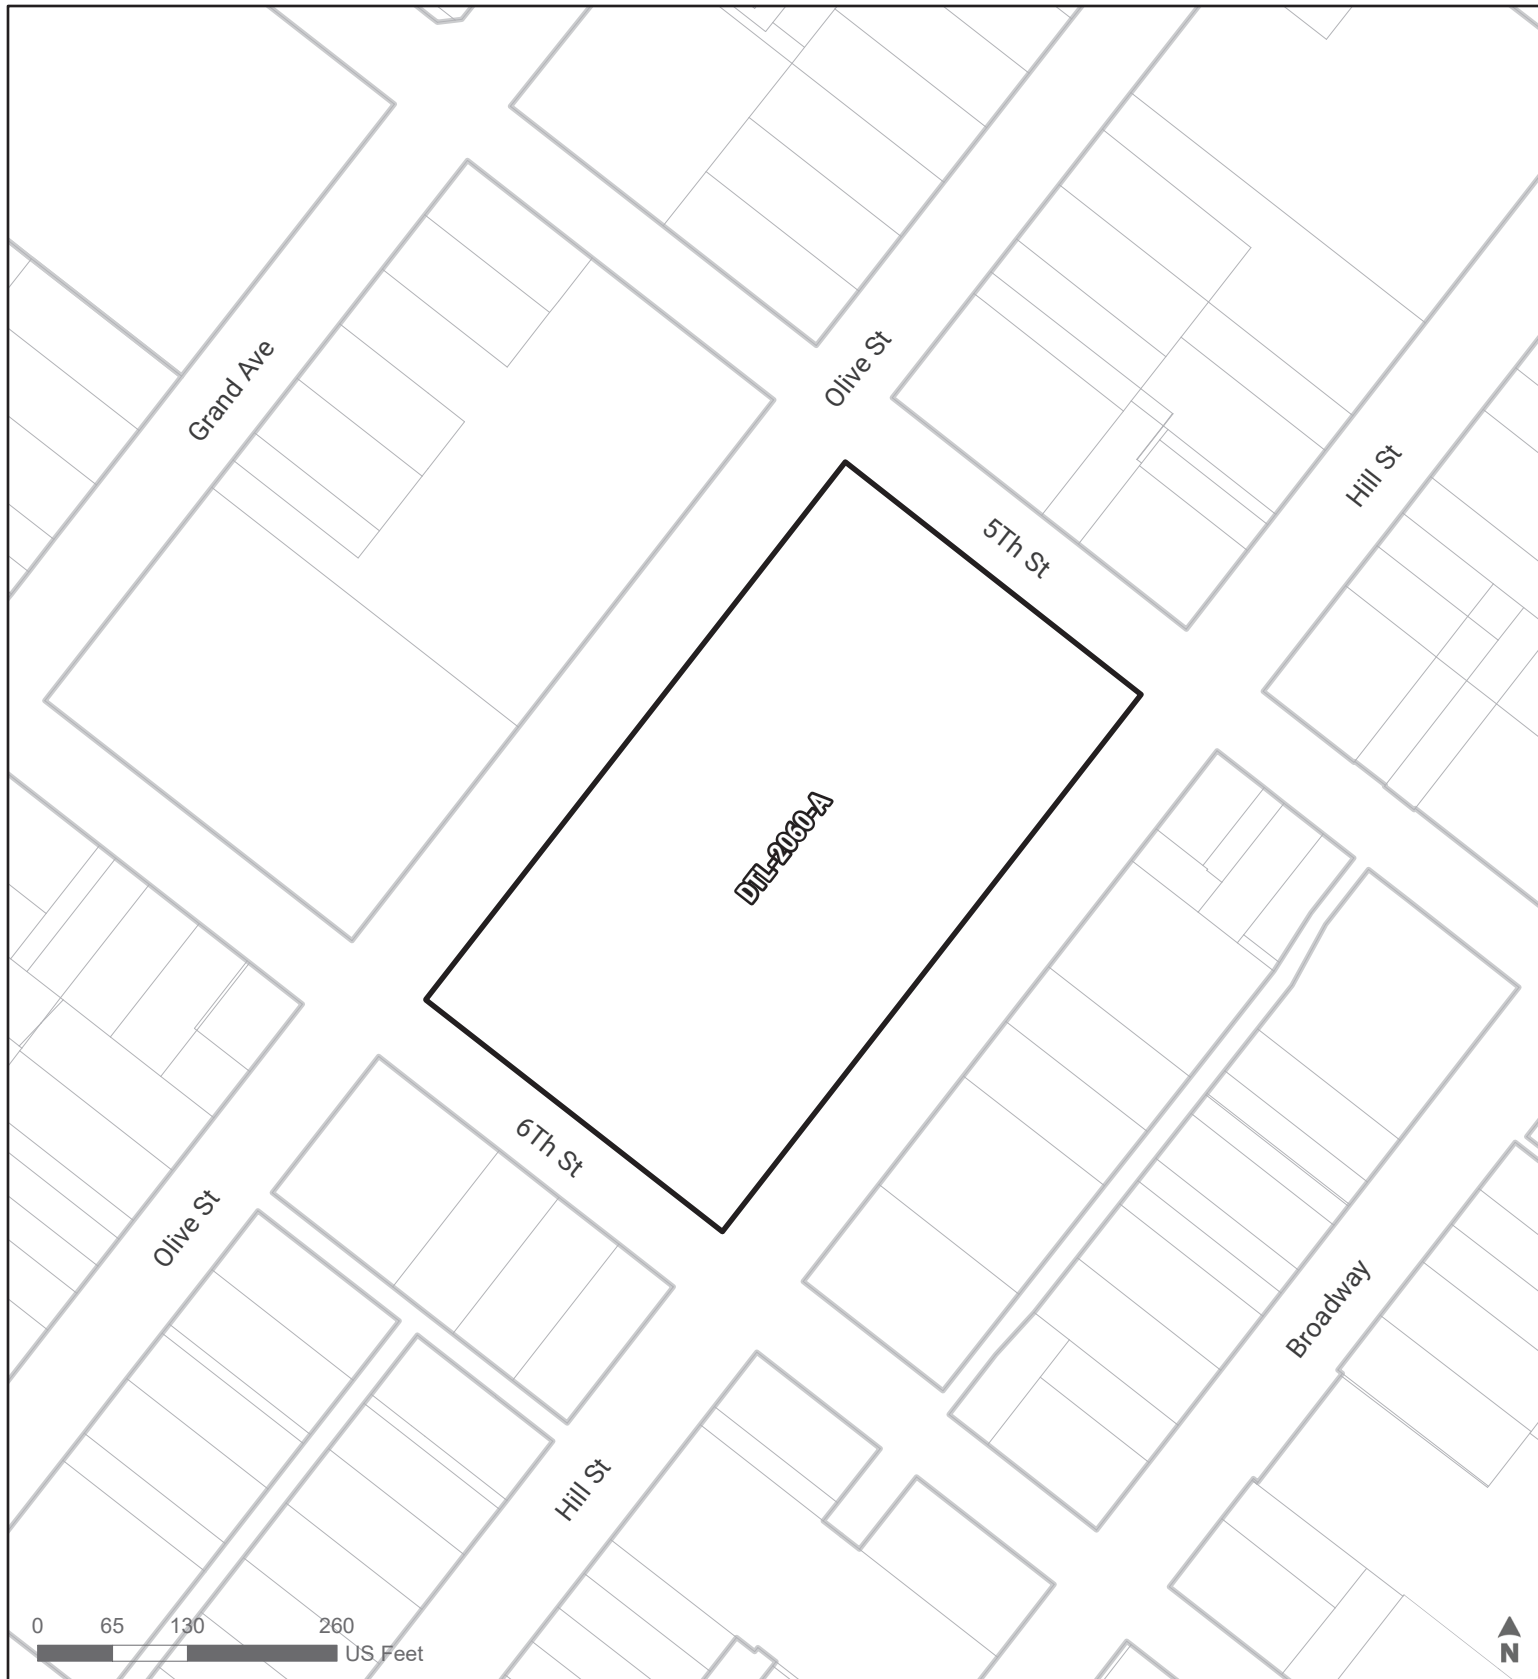 Grand Ave
Olive St
Hill St
5Th St
DTL-2060-A
6Th St
Olive St
Broadway
Hill St
0 65 130 260
US Feet
N